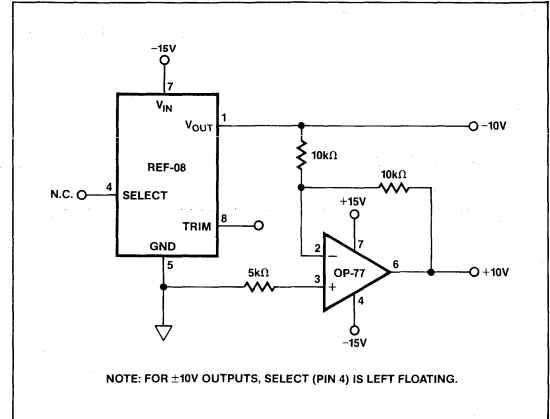 –15V
7
V_IN
V_OUT 1
–10V
REF-08
10kΩ
10kΩ
N.C. 4 SELECT
+15V
TRIM 8
7
GND
2 –
5
5kΩ
OP-77 6
+10V
3 +
4
–15V
NOTE: FOR ±10V OUTPUTS, SELECT (PIN 4) IS LEFT FLOATING.